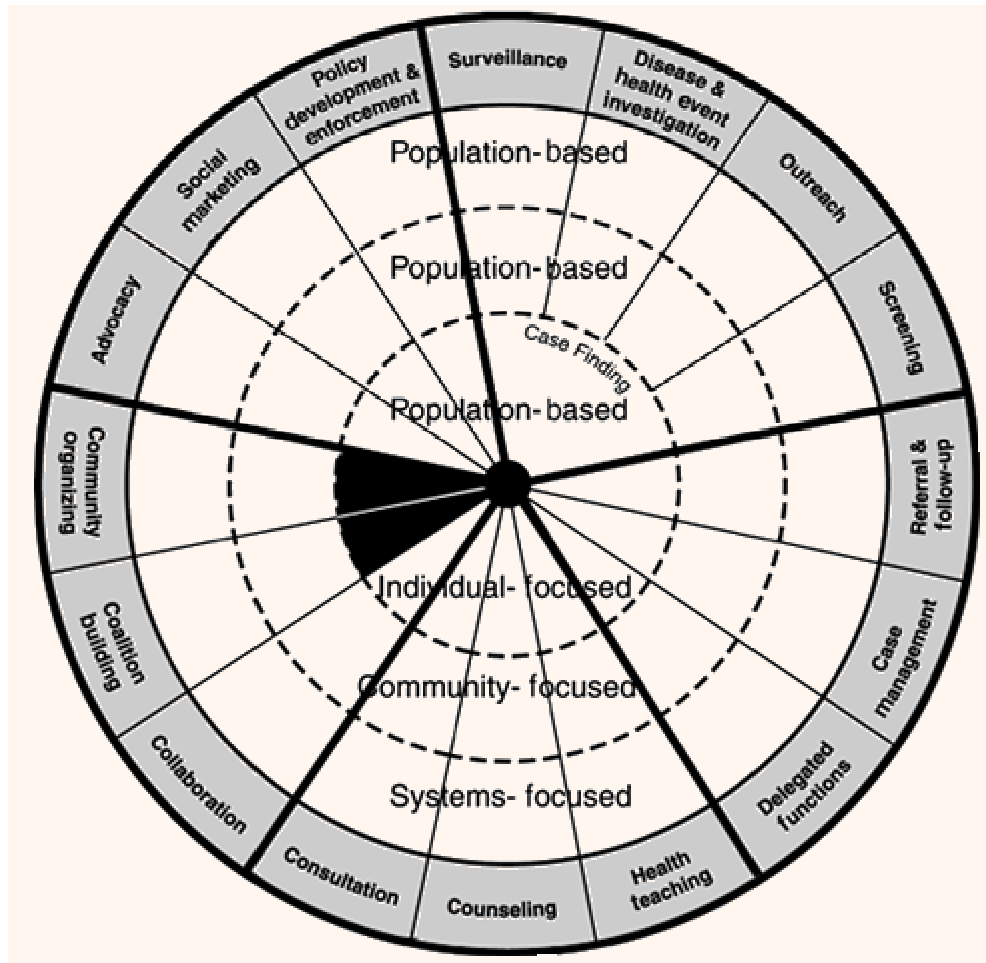 Surveillance
Disease &
health event
investigation
Outreach
Screening
Referral &
follow-up
Case
management
Delegated
functions
Health
teaching
Counseling
Consultation
Collaboration
Coalition
building
Community
organizing
Advocacy
Social
marketing
Policy
development &
enforcement
Population-based
Population-based
Case Finding
Population-based
Individual- focused
Community- focused
Systems- focused